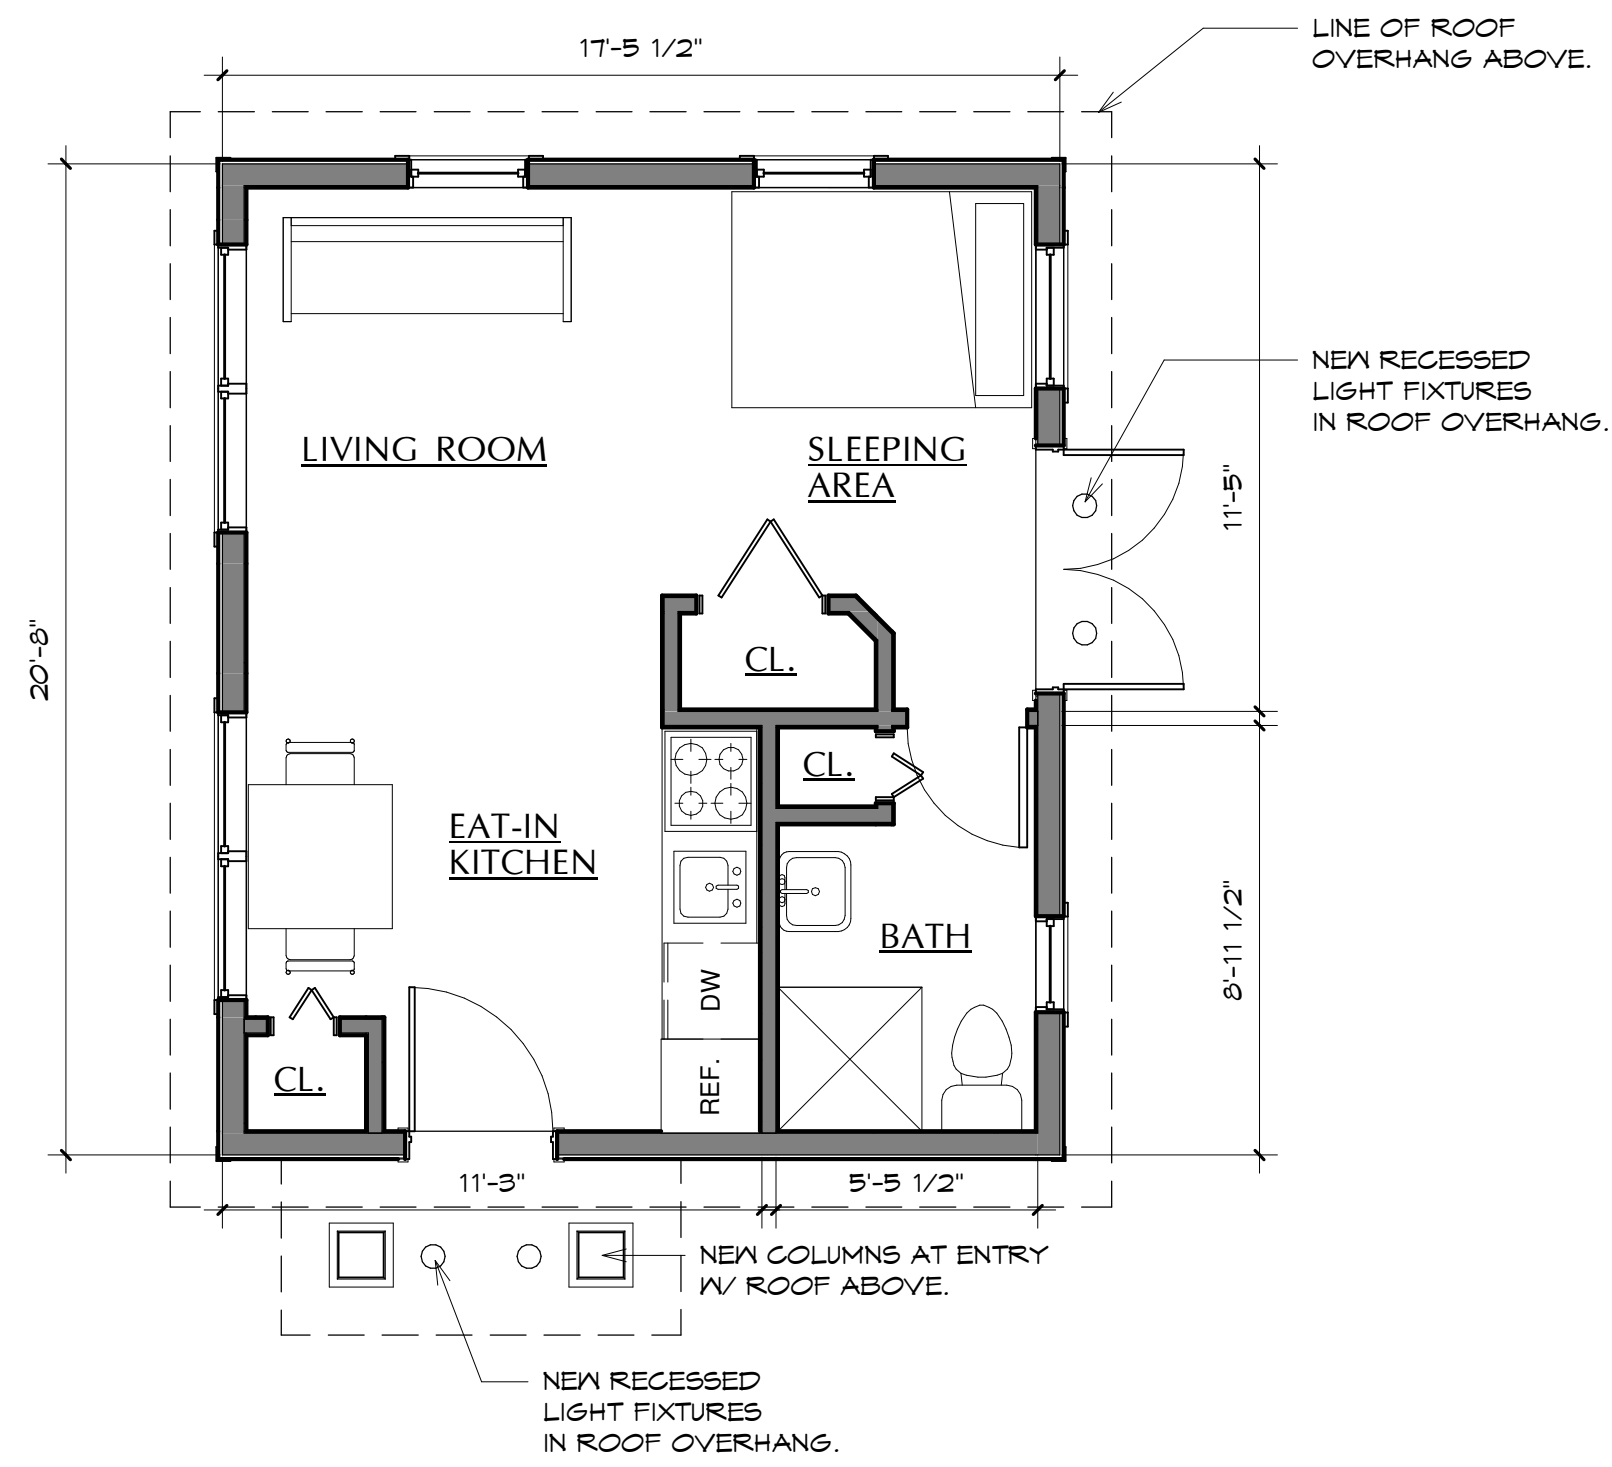 LINE OF ROOF
OVERHANG ABOVE.
17'-5 1/2"
NEW RECESSED
LIGHT FIXTURES
IN ROOF OVERHANG.
LIVING ROOM
SLEEPING
AREA
11'-5"
20'-8"
CL.
CL.
EAT-IN
KITCHEN
BATH
8'-11 1/2"
DW
CL.
REF.
11'-3"
5'-5 1/2"
NEW COLUMNS AT ENTRY
W/ ROOF ABOVE.
NEW RECESSED
LIGHT FIXTURES
IN ROOF OVERHANG.